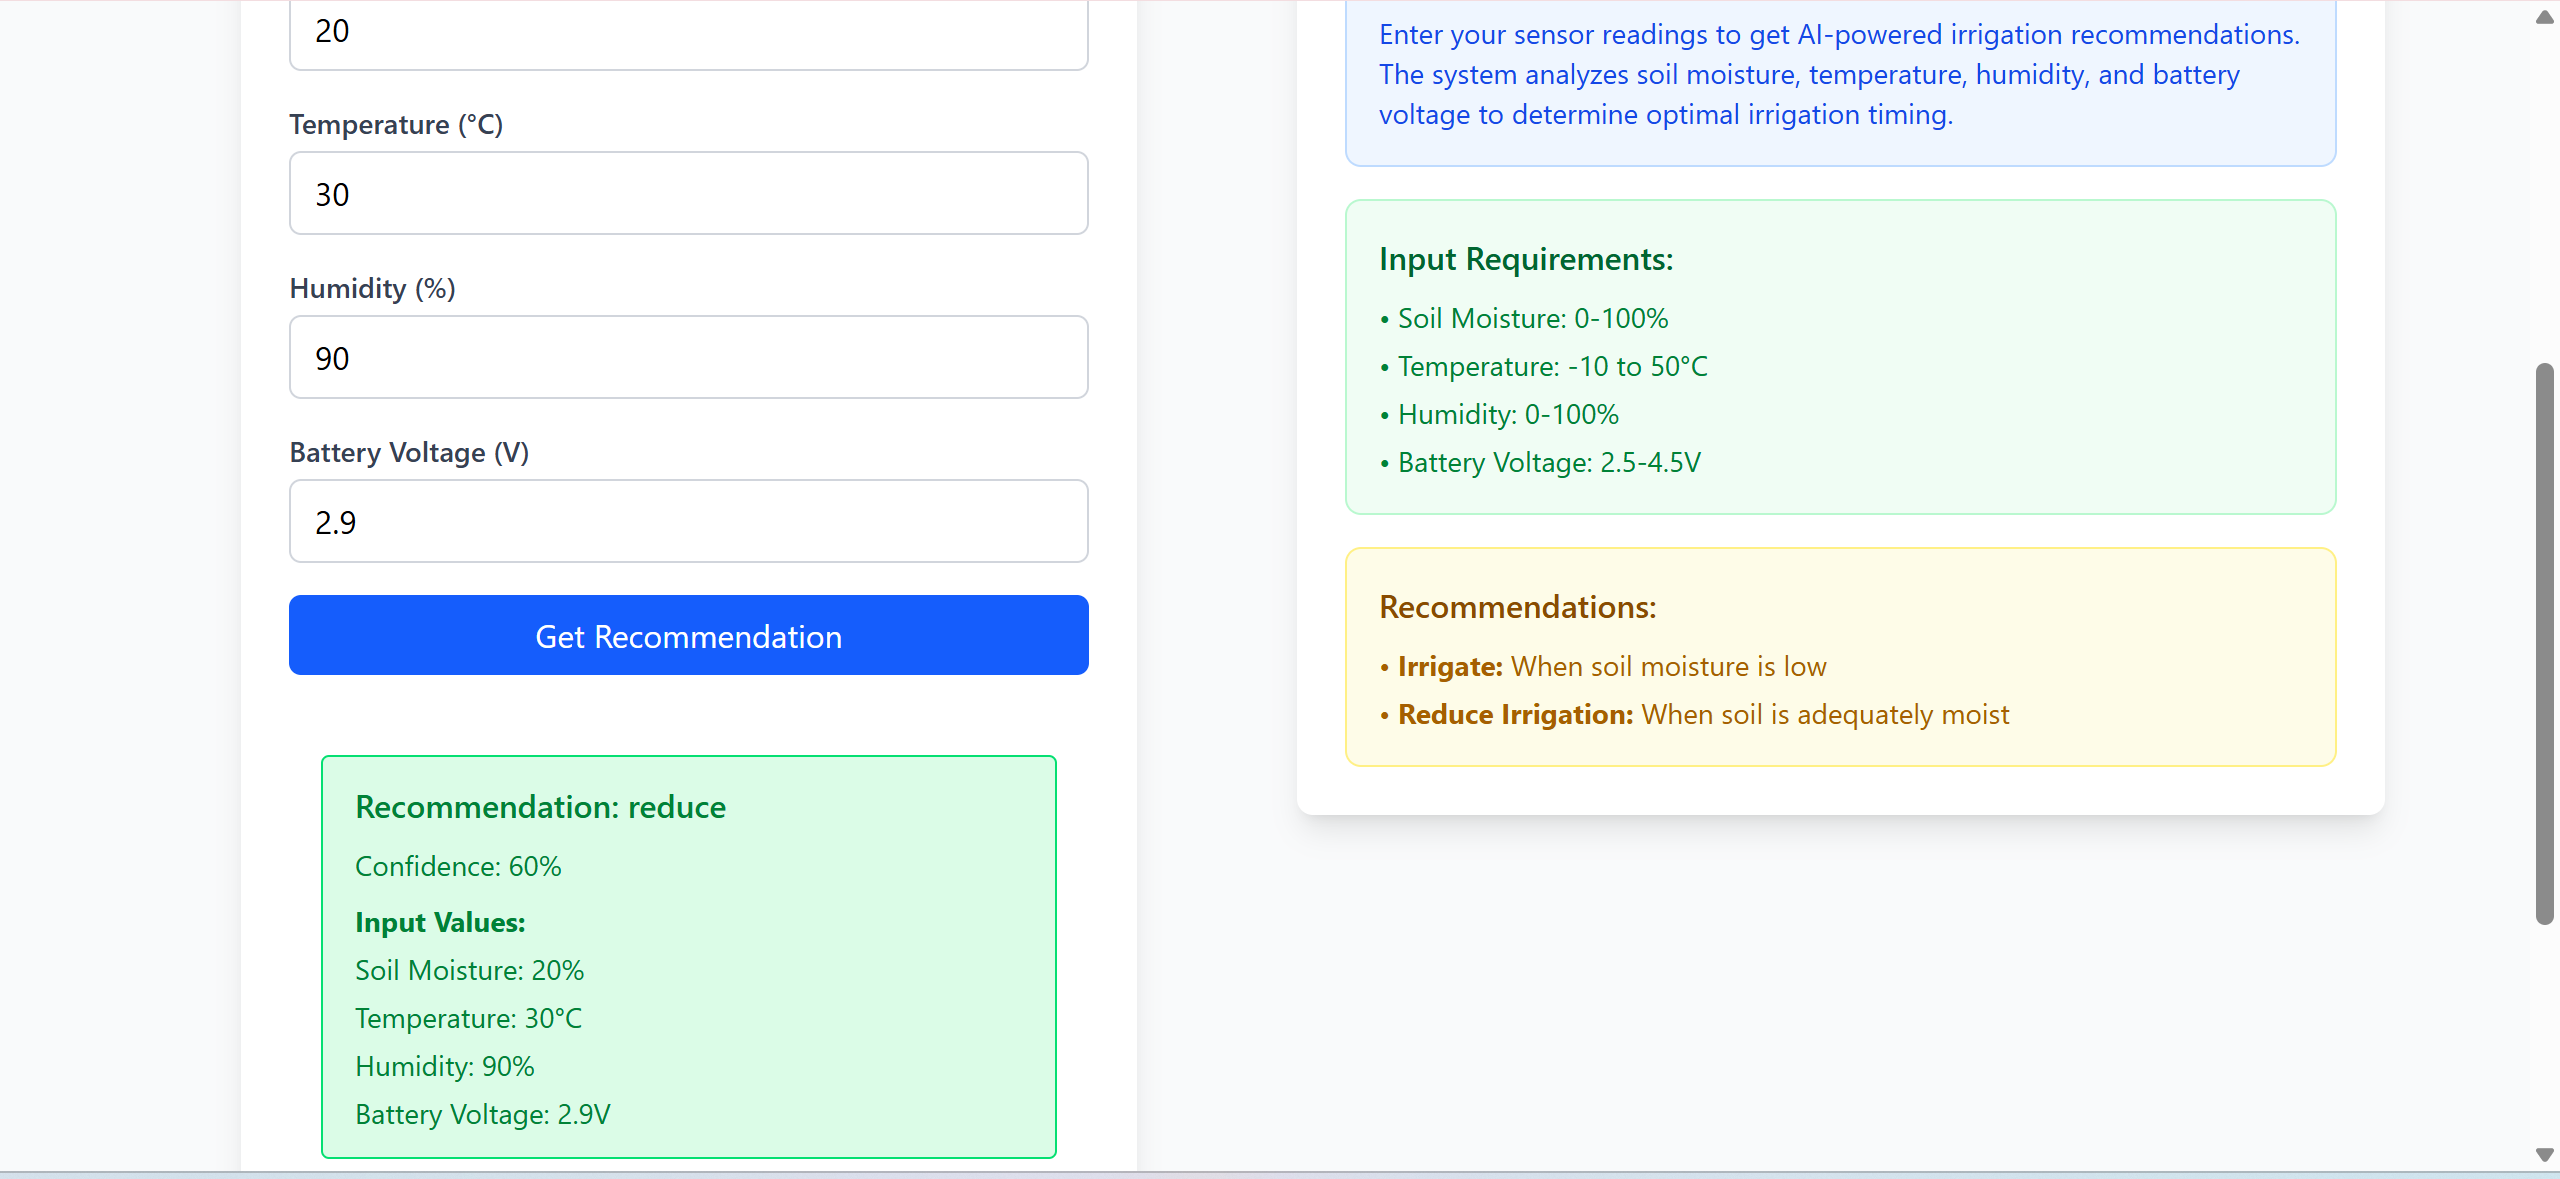 20
Temperature (°C)
30
Humidity (%)
90
Battery Voltage (V)
2.9
Get Recommendation
Recommendation: reduce
Confidence: 60%
Input Values:
Soil Moisture: 20%
Temperature: 30°C
Humidity: 90%
Battery Voltage: 2.9V
Enter your sensor readings to get AI-powered irrigation recommendations.
The system analyzes soil moisture, temperature, humidity, and battery
voltage to determine optimal irrigation timing.
Input Requirements:
• Soil Moisture: 0-100%
• Temperature: -10 to 50°C
• Humidity: 0-100%
• Battery Voltage: 2.5-4.5V
Recommendations:
• Irrigate: When soil moisture is low
• Reduce Irrigation: When soil is adequately moist